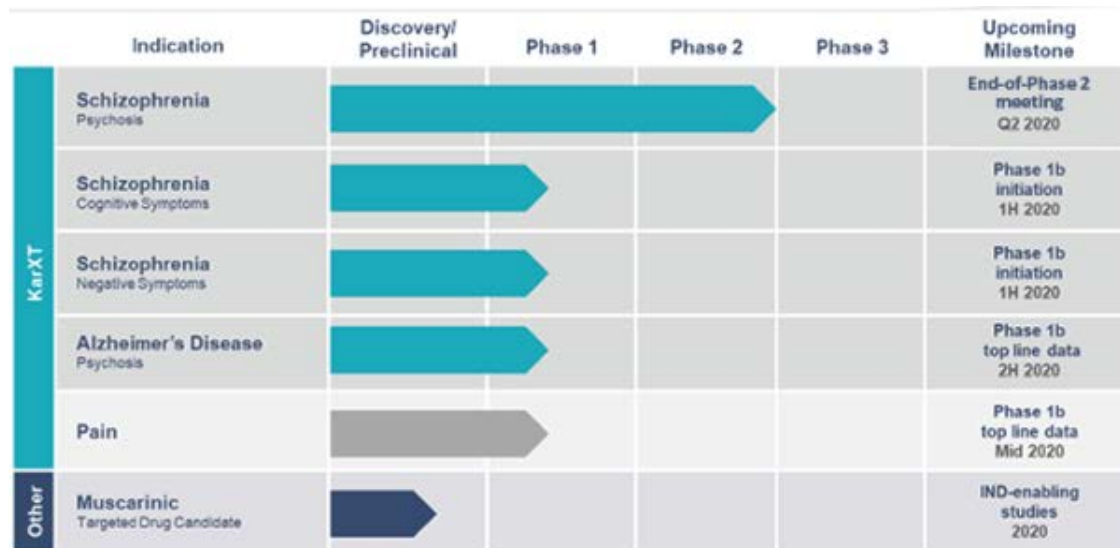 Indication
Discovery/
Preclinical
Phase 1
Phase 2
Phase 3
Upcoming
Milestone
KarXT
Schizophrenia
Psychosis
End-of-Phase 2
meeting
Q2 2020
Schizophrenia
Cognitive Symptoms
Phase 1b
initiation
1H 2020
Schizophrenia
Negative Symptoms
Phase 1b
initiation
1H 2020
Alzheimer's Disease
Psychosis
Phase 1b
top line data
2H 2020
Pain
Phase 1b
top line data
Mid 2020
Other
Muscarinic
Targeted Drug Candidate
IND-enabling
studies
2020